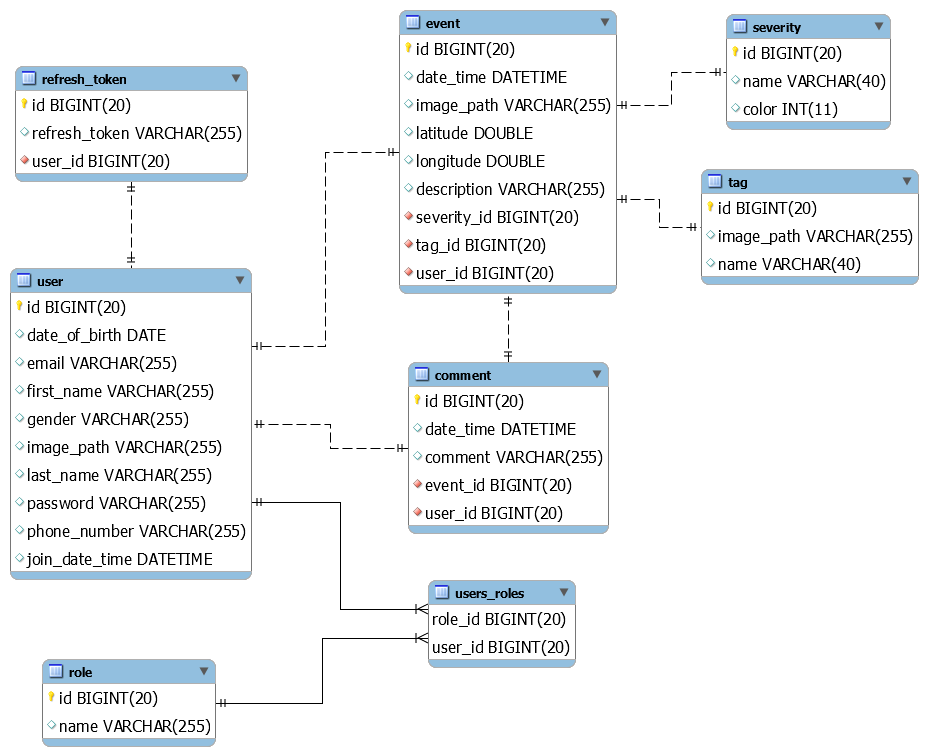 refresh_token
id BIGINT(20)
refresh_token VARCHAR(255)
user_id BIGINT(20)
user
id BIGINT(20)
date_of_birth DATE
email VARCHAR(255)
first_name VARCHAR(255)
gender VARCHAR(255)
image_path VARCHAR(255)
last_name VARCHAR(255)
password VARCHAR(255)
phone_number VARCHAR(255)
join_date_time DATETIME
role
id BIGINT(20)
name VARCHAR(255)
event
id BIGINT(20)
date_time DATETIME
image_path VARCHAR(255)
latitude DOUBLE
longitude DOUBLE
description VARCHAR(255)
severity_id BIGINT(20)
tag_id BIGINT(20)
user_id BIGINT(20)
comment
id BIGINT(20)
date_time DATETIME
comment VARCHAR(255)
event_id BIGINT(20)
user_id BIGINT(20)
users_roles
role_id BIGINT(20)
user_id BIGINT(20)
severity
id BIGINT(20)
name VARCHAR(40)
color INT(11)
tag
id BIGINT(20)
image_path VARCHAR(255)
name VARCHAR(40)